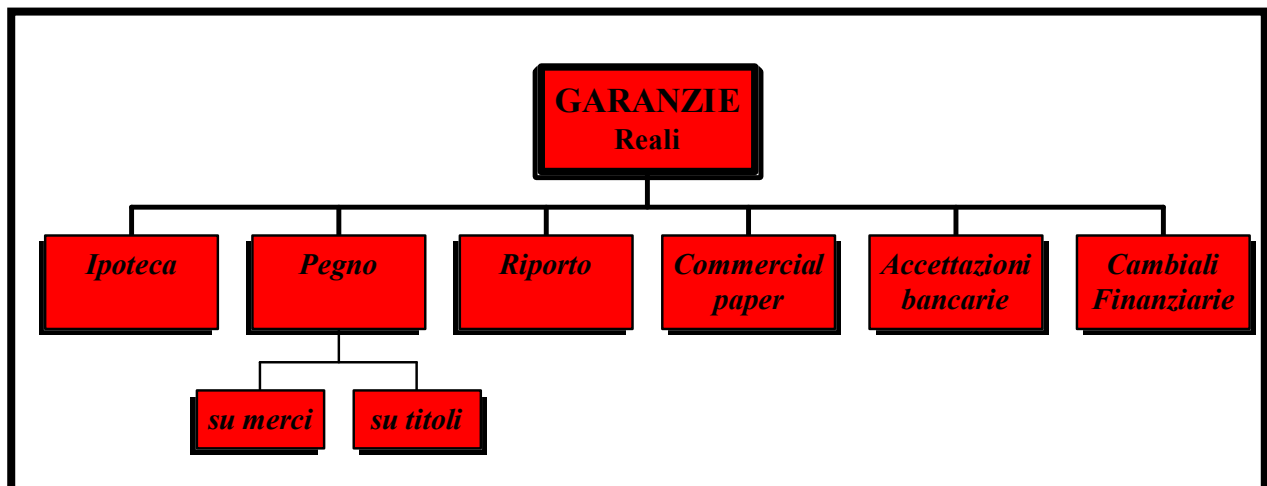 GARANZIE
Reali
Ipoteca
Pegno
Riporto
Commercial
paper
Accettazioni
bancarie
Cambiali
Finanziarie
su merci
su titoli